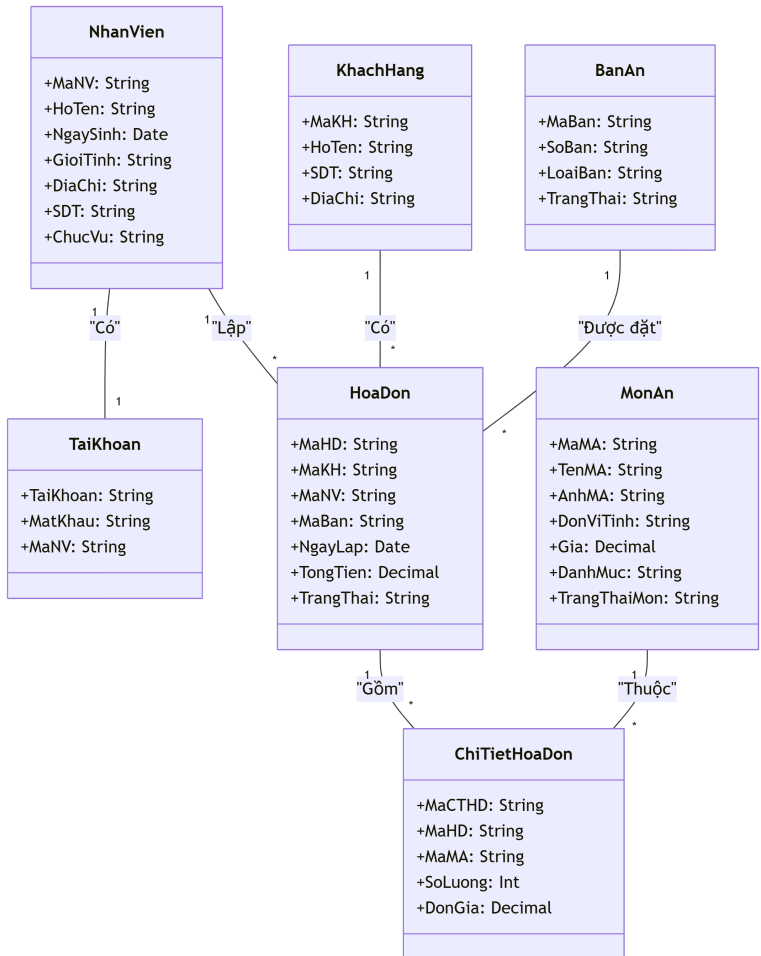 NhanVien
+MaNV: String
+HoTen: String
+NgaySinh: Date
+GioiTinh: String
+DiaChi: String
+SDT: String
+ChucVu: String
KhachHang
+MaKH: String
+HoTen: String
+SDT: String
+DiaChi: String
BanAn
+MaBan: String
+SoBan: String
+LoaiBan: String
+TrangThai: String
1
"Có"
1
1
"Lập"
*
1
"Có"
*
1
"Được đặt"
*
TaiKhoan
+TaiKhoan: String
+MatKhau: String
+MaNV: String
HoaDon
+MaHD: String
+MaKH: String
+MaNV: String
+MaBan: String
+NgayLap: Date
+TongTien: Decimal
+TrangThai: String
MonAn
+MaMA: String
+TenMA: String
+AnhMA: String
+DonViTinh: String
+Gia: Decimal
+DanhMuc: String
+TrangThaiMon: String
1
"Gồm"
*
1
"Thuộc"
*
ChiTietHoaDon
+MaCTHD: String
+MaHD: String
+MaMA: String
+SoLuong: Int
+DonGia: Decimal